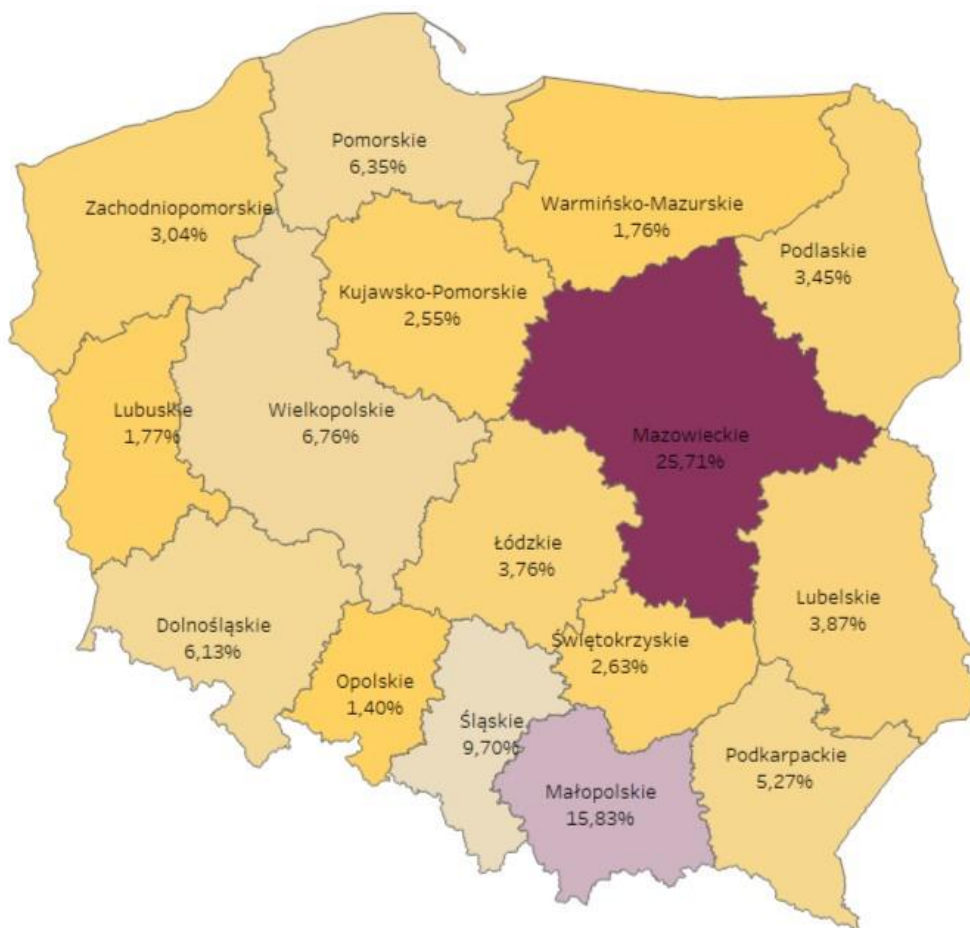 Pomorskie
6,35%
Warmińsko-Mazurskie
1,76%
Zachodniopomorskie
3,04%
Podlaskie
3,45%
Kujawsko-Pomorskie
2,55%
Lubuskie
1,77%
Wielkopolskie
6,76%
Mazowieckie
25,71%
Łódzkie
3,76%
Lubelskie
3,87%
Dolnośląskie
6,13%
Świętokrzyskie
2,63%
Opolskie
1,40%
Śląskie
9,70%
Podkarpackie
5,27%
Małopolskie
15,83%